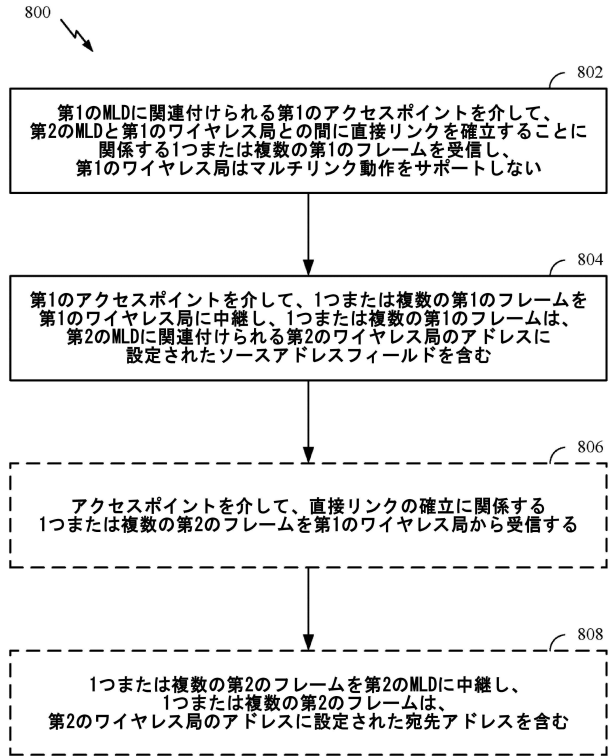 800
802
第1のMLDに関連付けられる第1のアクセスポイントを介して、
第2のMLDと第1のワイヤレス局との間に直接リンクを確立することに
関係する1つまたは複数の第1のフレームを受信し、
第1のワイヤレス局はマルチリンク動作をサポートしない
804
第1のアクセスポイントを介して、1つまたは複数の第1のフレームを
第1のワイヤレス局に中継し、1つまたは複数の第1のフレームは、
第2のMLDに関連付けられる第2のワイヤレス局のアドレスに
設定されたソースアドレスフィールドを含む
806
アクセスポイントを介して、直接リンクの確立に関係する
1つまたは複数の第2のフレームを第1のワイヤレス局から受信する
808
1つまたは複数の第2のフレームを第2のMLDに中継し、
1つまたは複数の第2のフレームは、
第2のワイヤレス局のアドレスに設定された宛先アドレスを含む